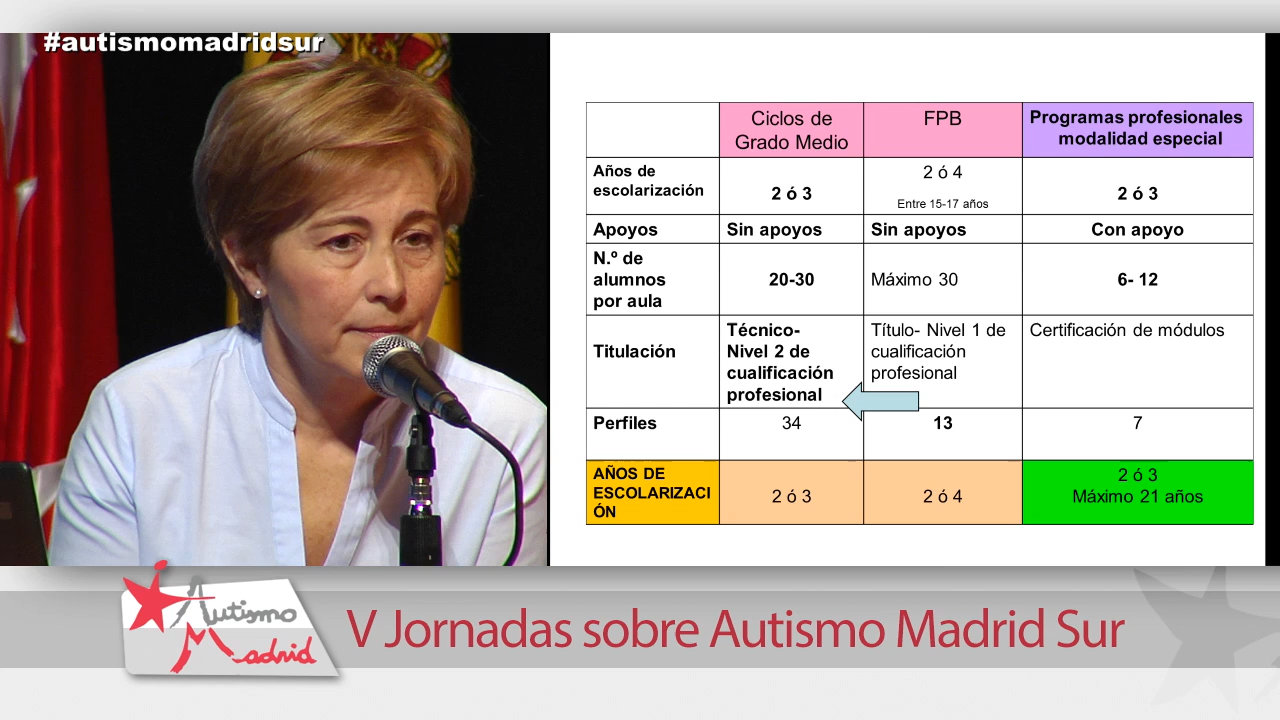 #autismomadridsur
Ciclos de
Grado Medio
FPB
Programas profesionales
modalidad especial
Años de
escolarización
2 ó 3
2 ó 4
Entre 15-17 años
2 ó 3
Apoyos
Sin apoyos
Sin apoyos
Con apoyo
N.º de
alumnos
por aula
20-30
Máximo 30
6- 12
Titulación
Técnico-
Nivel 2 de
cualificación
profesional
Título- Nivel 1 de
cualificación
profesional
Certificación de módulos
Perfiles
34
13
7
AÑOS DE
ESCOLARIZACI
ÓN
2 ó 3
2 ó 4
2 ó 3
Máximo 21 años
Autismo
Madrid
V Jornadas sobre Autismo Madrid Sur